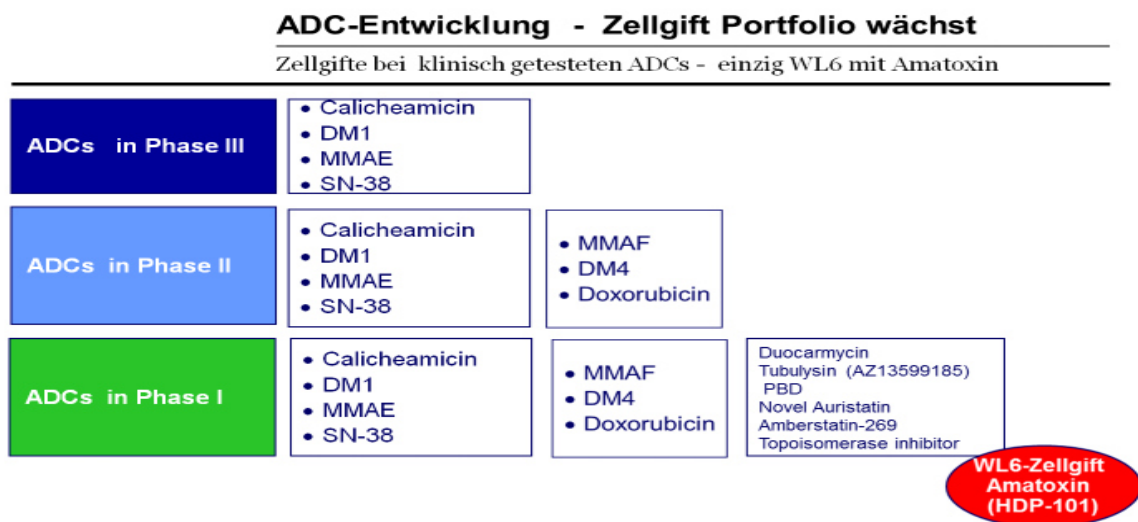 ADC-Entwicklung - Zellgift Portfolio wächst
Zellgifte bei klinisch getesteten ADCs - einzig WL6 mit Amatoxin
ADCs in Phase III
• Calicheamicin
• DM1
• MMAE
• SN-38
ADCs in Phase II
• Calicheamicin
• DM1
• MMAE
• SN-38
• MMAF
• DM4
• Doxorubicin
ADCs in Phase I
• Calicheamicin
• DM1
• MMAE
• SN-38
• MMAF
• DM4
• Doxorubicin
Duocarmycin
Tubulysin (AZ13599185)
PBD
Novel Auristatin
Amberstatin-269
Topoisomerase inhibitor
WL6-Zellgift
Amatoxin
(HDP-101)